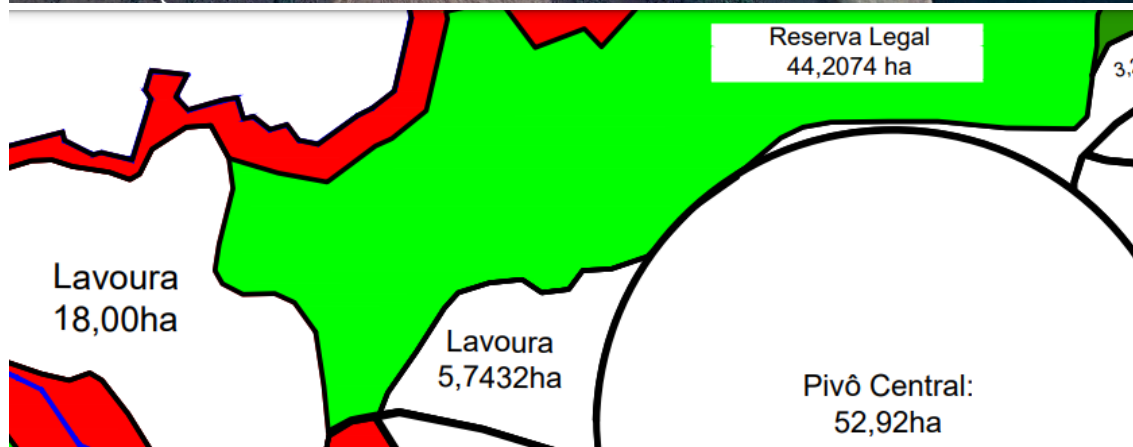 Reserva Legal
44,2074 ha
Lavoura
18,00ha
Lavoura
5,7432ha
Pivô Central:
52,92ha